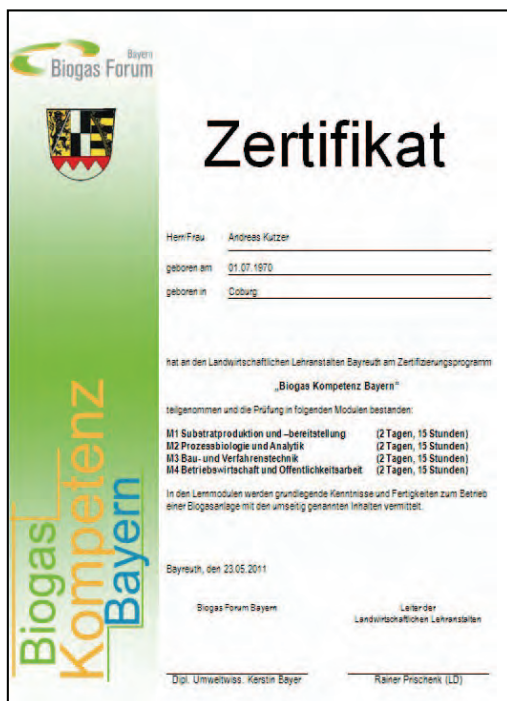 Bayern
Biogas Forum
Zertifikat
Herr/Frau Andreas Kutzer
geboren am 01.07.1970
geboren in Coburg
hat an den Landwirtschaftlichen Lehranstalten Bayreuth am Zertifizierungsprogramm
„Biogas Kompetenz Bayern“
teilgenommen und die Prüfung in folgenden Modulen bestanden:
M1 Substratproduktion und –bereitstellung (2 Tagen, 15 Stunden)
M2 Prozessbiologie und Analytik (2 Tagen, 15 Stunden)
M3 Bau- und Verfahrenstechnik (2 Tagen, 15 Stunden)
M4 Betriebswirtschaft und Öffentlichkeitsarbeit (2 Tagen, 15 Stunden)
In den Lernmodulen werden grundlegende Kenntnisse und Fertigkeiten zum Betrieb
einer Biogasanlage mit den umseitig genannten Inhalten vermittelt.
Bayreuth, den 23.05.2011
Biogas Forum Bayern Leiter der
Landwirtschaftlichen Lehranstalten
Dipl. Umweltwiss. Kerstin Bayer Rainer Prischenk (LD)
Biogas
Kompetenz
Bayern